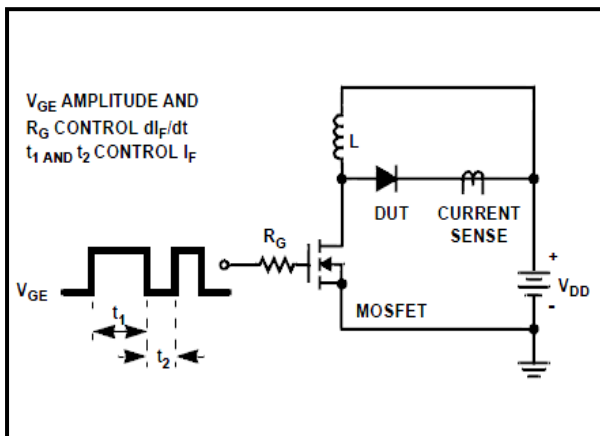 V_GE AMPLITUDE AND
R_G CONTROL dI_F/dt
t_1 AND t_2 CONTROL I_F
L
DUT
CURRENT
SENSE
R_G
+
V_DD
-
V_GE
MOSFET
t_1
t_2